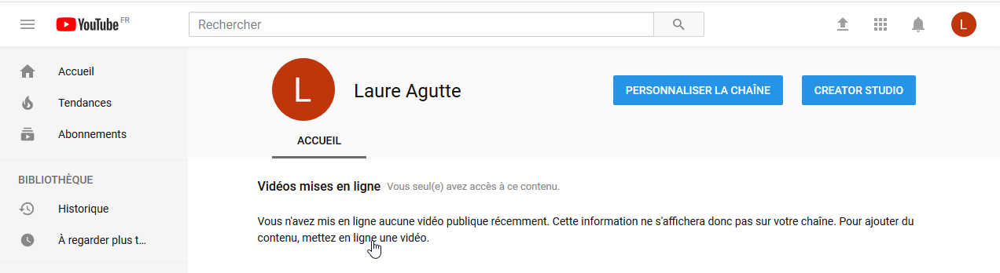 YouTube FR
Rechercher
L
Accueil
Tendances
Abonnements
BIBLIOTHÈQUE
Historique
À regarder plus t...
L
Laure Agutte
PERSONNALISER LA CHAÎNE
CREATOR STUDIO
ACCUEIL
Vidéos mises en ligne Vous seul(e) avez accès à ce contenu.
Vous n'avez mis en ligne aucune vidéo publique récemment. Cette information ne s'affichera donc pas sur votre chaîne. Pour ajouter du
contenu, mettez en ligne une vidéo.